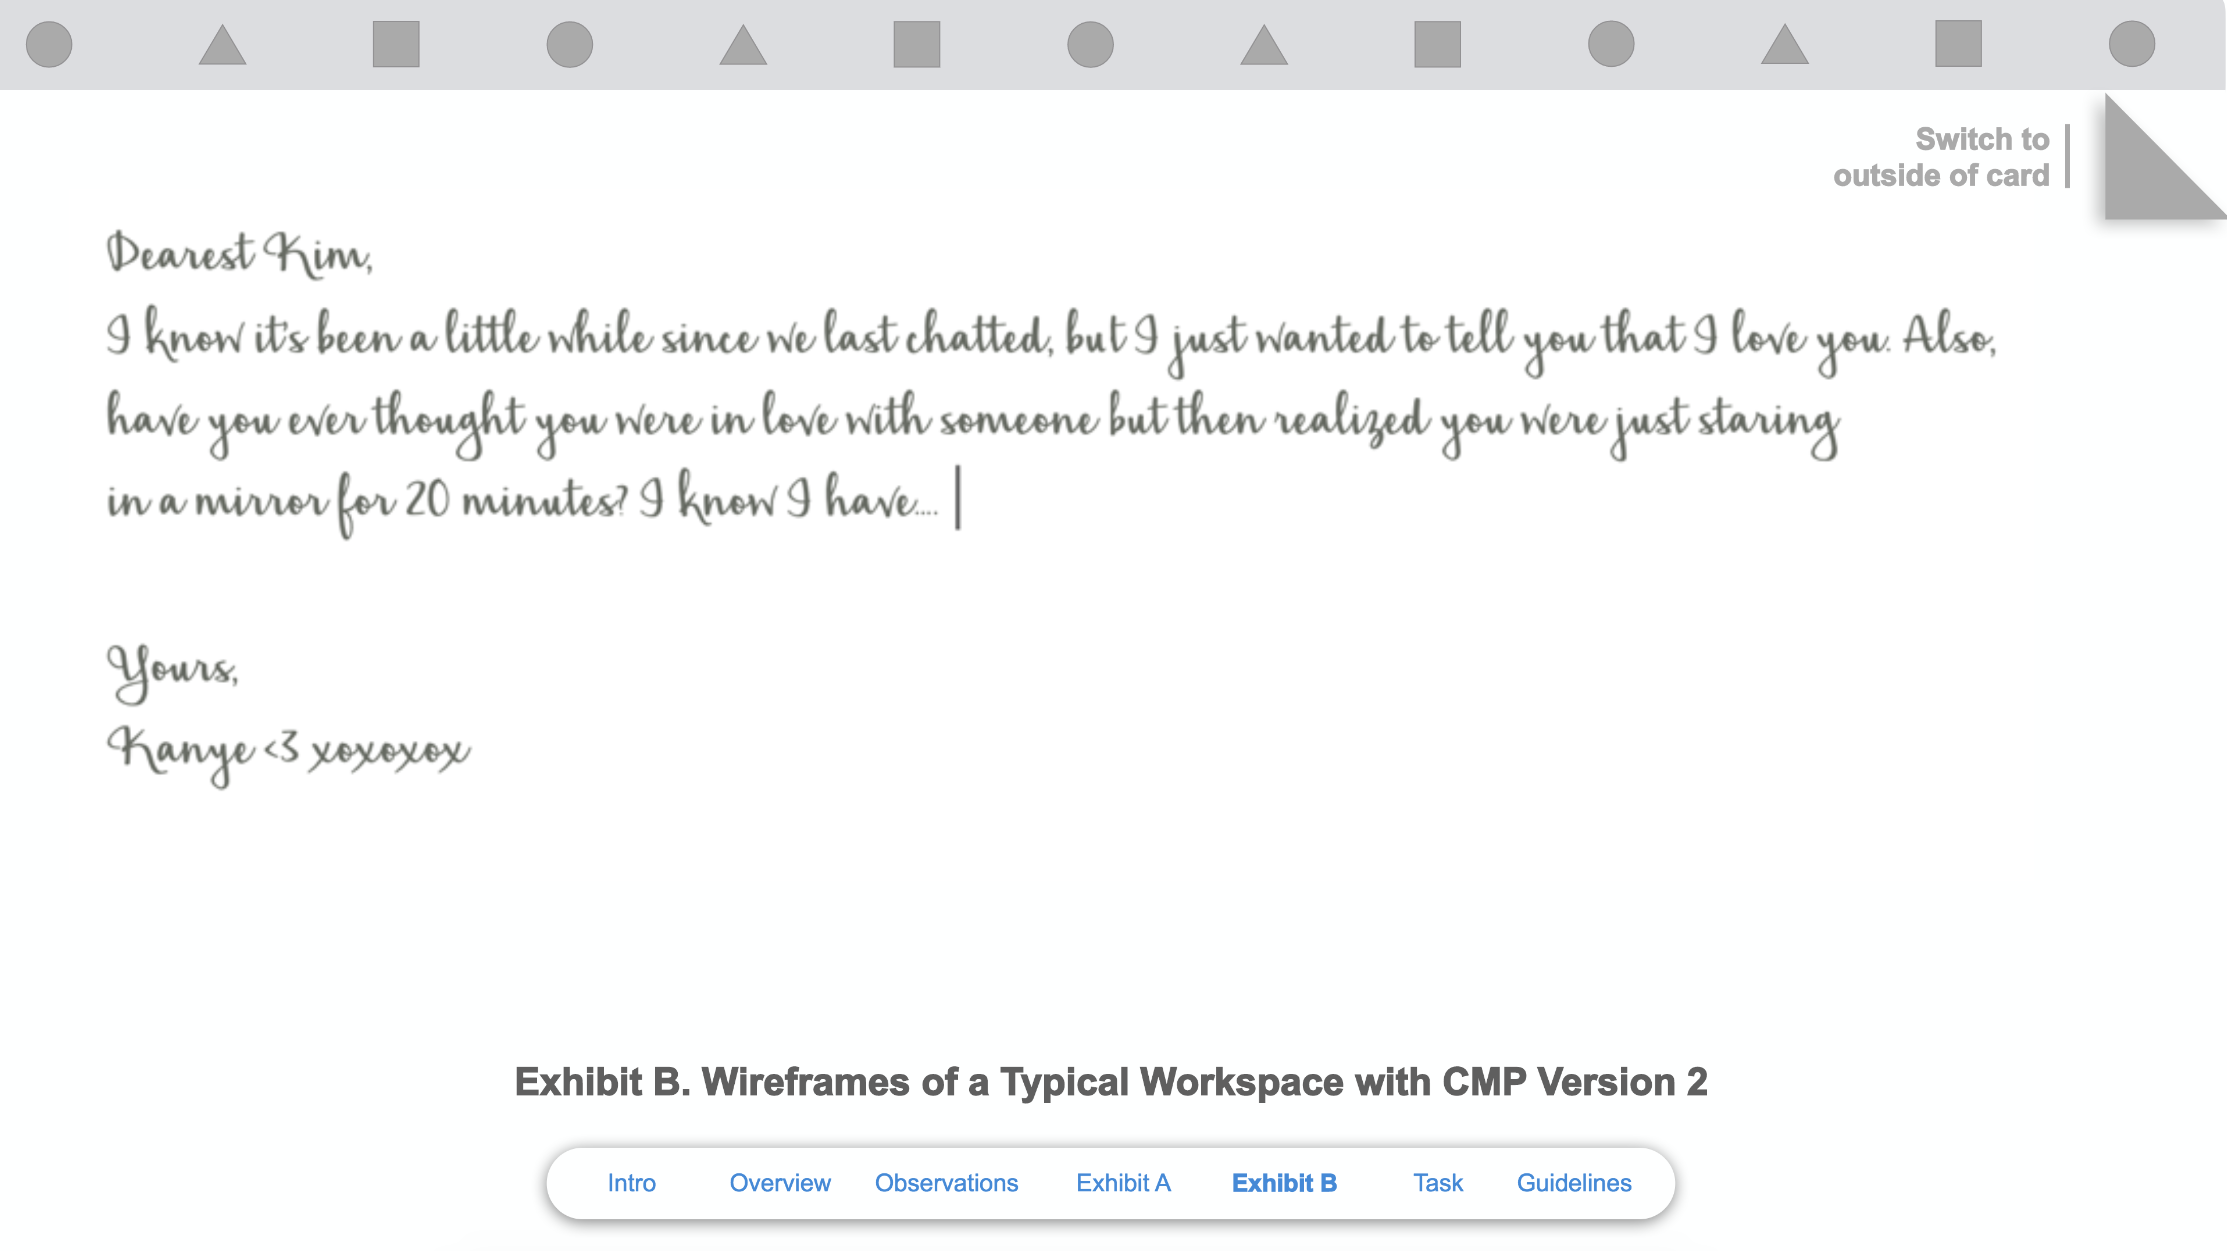 Switch to
outside of card
Dearest Kim,
I know it's been a little while since we last chatted, but I just wanted to tell you that I love you. Also,
have you ever thought you were in love with someone but then realized you were just staring
in a mirror for 20 minutes? I know I have....
Yours,
Kanye <3 xoxoxox
Exhibit B. Wireframes of a Typical Workspace with CMP Version 2
Intro Overview Observations Exhibit A Exhibit B Task Guidelines